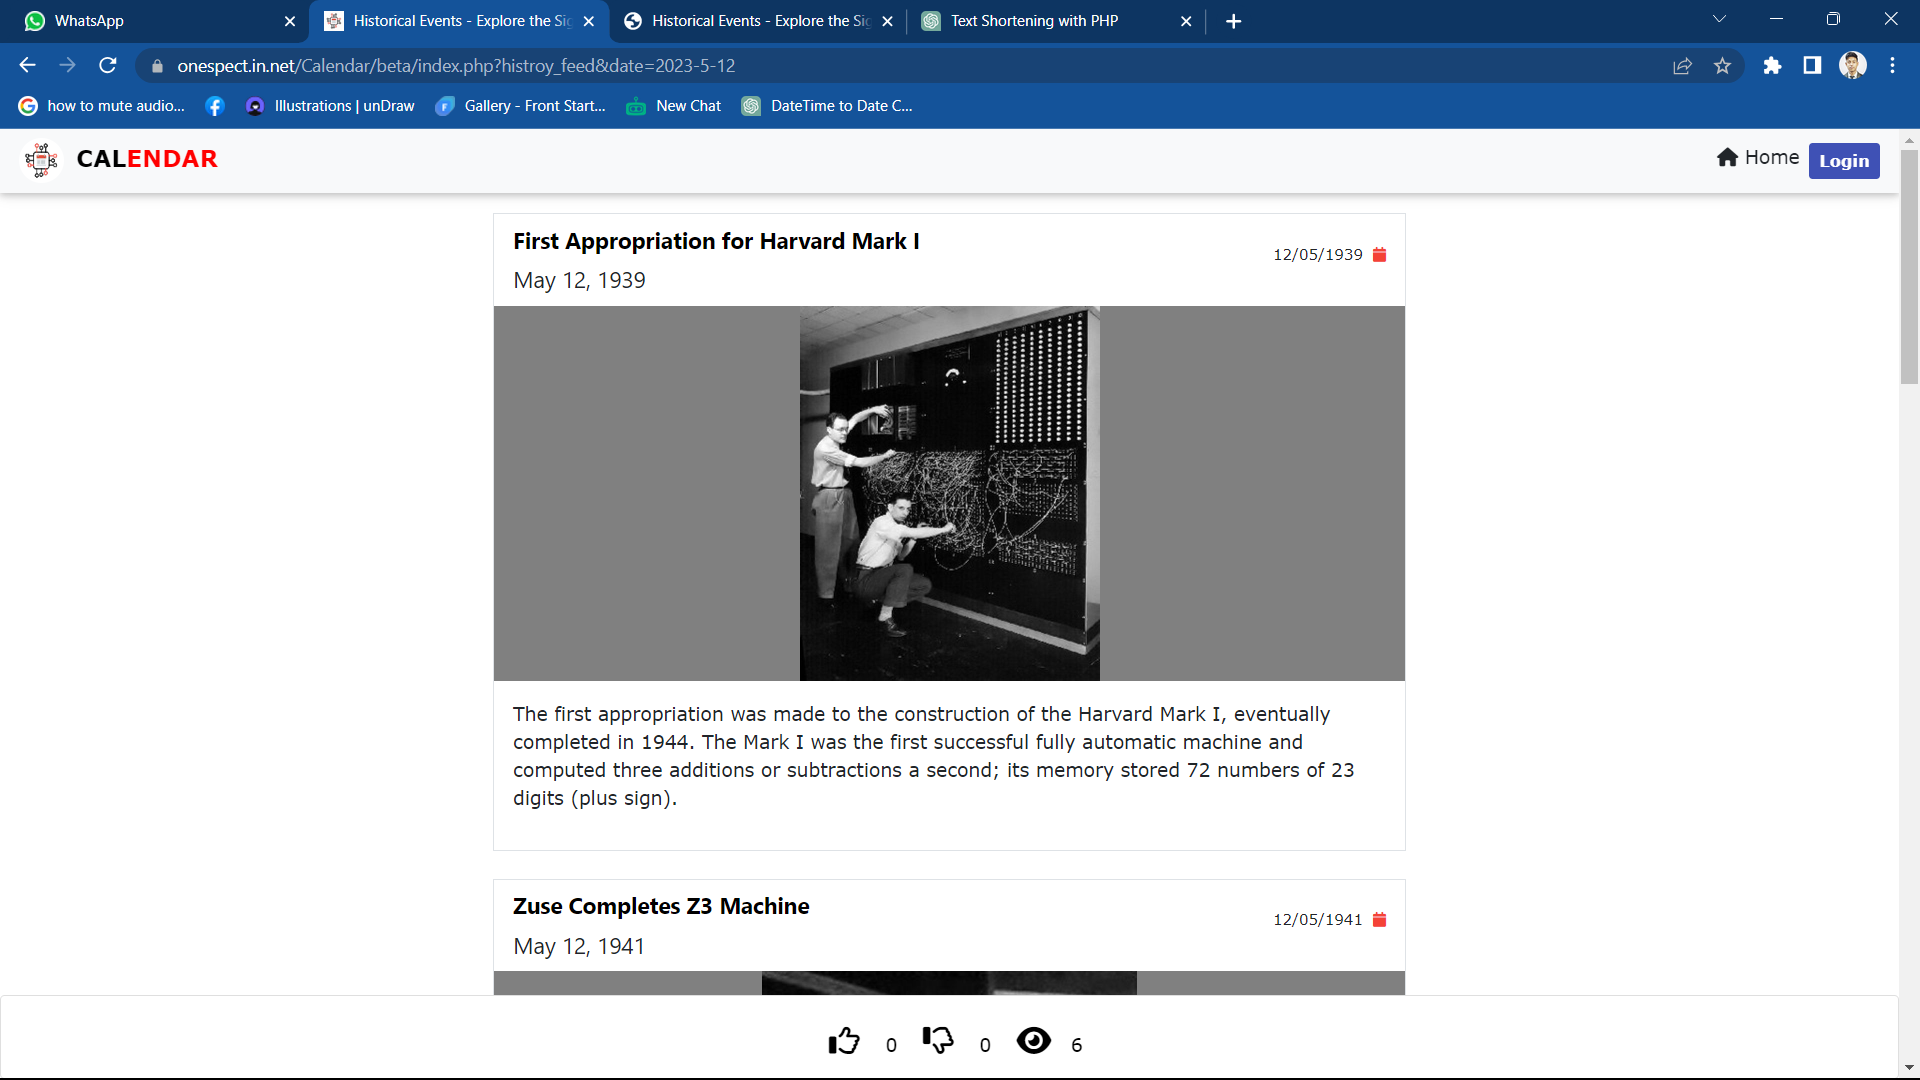 WhatsApp
Historical Events - Explore the Sig
Historical Events - Explore the Sig
Text Shortening with PHP
onespect.in.net/Calendar/beta/index.php?histroy_feed&date=2023-5-12
how to mute audio...
Illustrations | unDraw
Gallery - Front Start...
New Chat
DateTime to Date C...
CALENDAR
Home
Login
First Appropriation for Harvard Mark I
12/05/1939
May 12, 1939
The first appropriation was made to the construction of the Harvard Mark I, eventually
completed in 1944. The Mark I was the first successful fully automatic machine and
computed three additions or subtractions a second; its memory stored 72 numbers of 23
digits (plus sign).
Zuse Completes Z3 Machine
12/05/1941
May 12, 1941
0 0 6